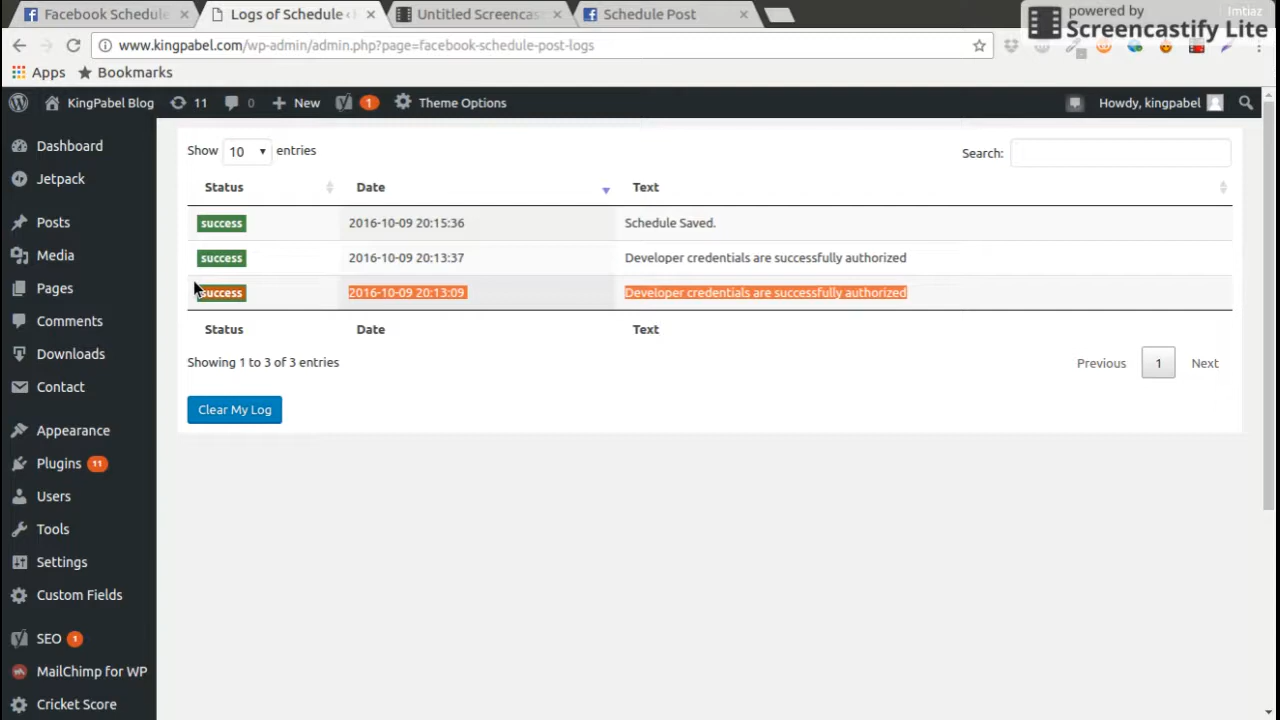 Facebook Schedule
Logs of Schedule
Untitled Screencas
Schedule Post
Imtiaz
powered by
Screencastify Lite
www.kingpabel.com/wp-admin/admin.php?page=facebook-schedule-post-logs
Apps
Bookmarks
KingPabel Blog
11
0
New
1
Theme Options
Howdy, kingpabel
Dashboard
Jetpack
Posts
Media
Pages
Comments
Downloads
Contact
Appearance
Plugins 11
Users
Tools
Settings
Custom Fields
SEO 1
MailChimp for WP
Cricket Score
Show 10 entries
Search:
Status Date Text
success 2016-10-09 20:15:36 Schedule Saved.
success 2016-10-09 20:13:37 Developer credentials are successfully authorized
success 2016-10-09 20:13:09 Developer credentials are successfully authorized
Status Date Text
Showing 1 to 3 of 3 entries
Previous 1 Next
Clear My Log